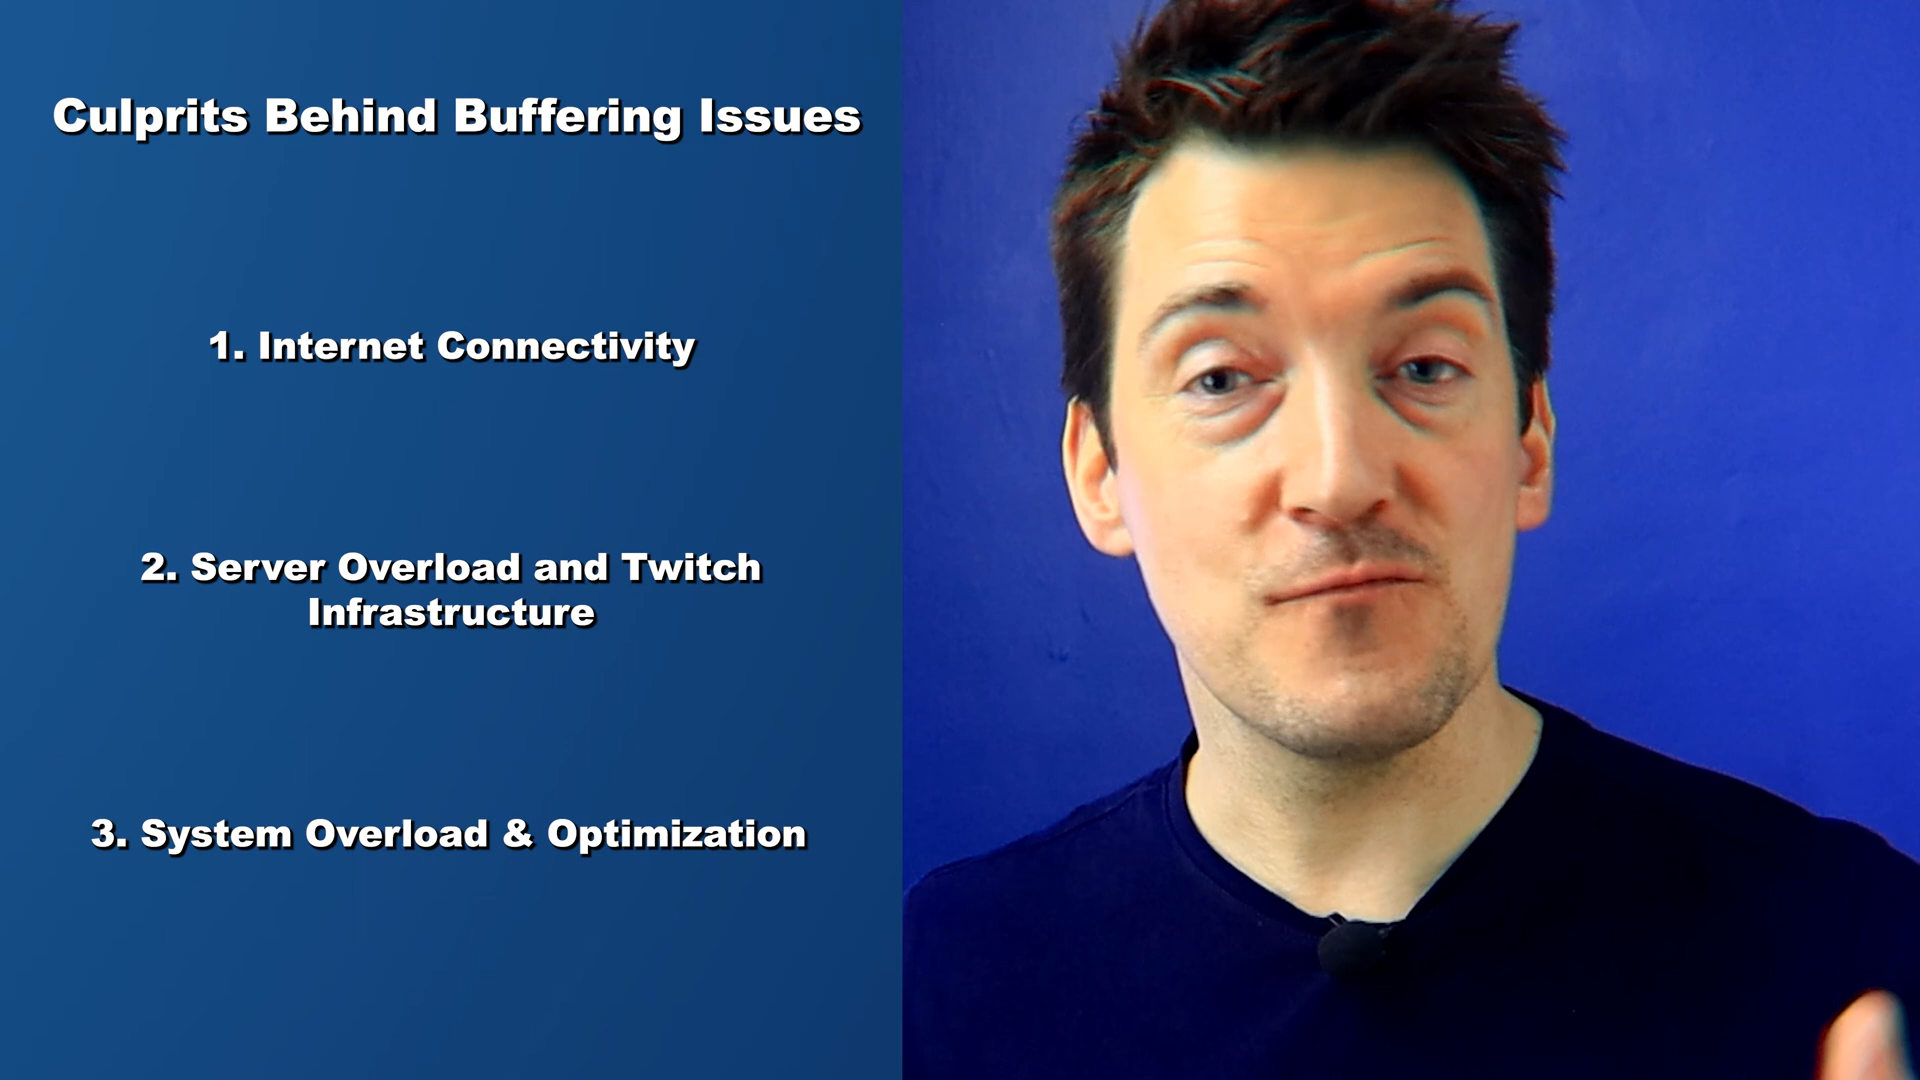 Culprits Behind Buffering Issues
1. Internet Connectivity
2. Server Overload and Twitch
Infrastructure
3. System Overload & Optimization